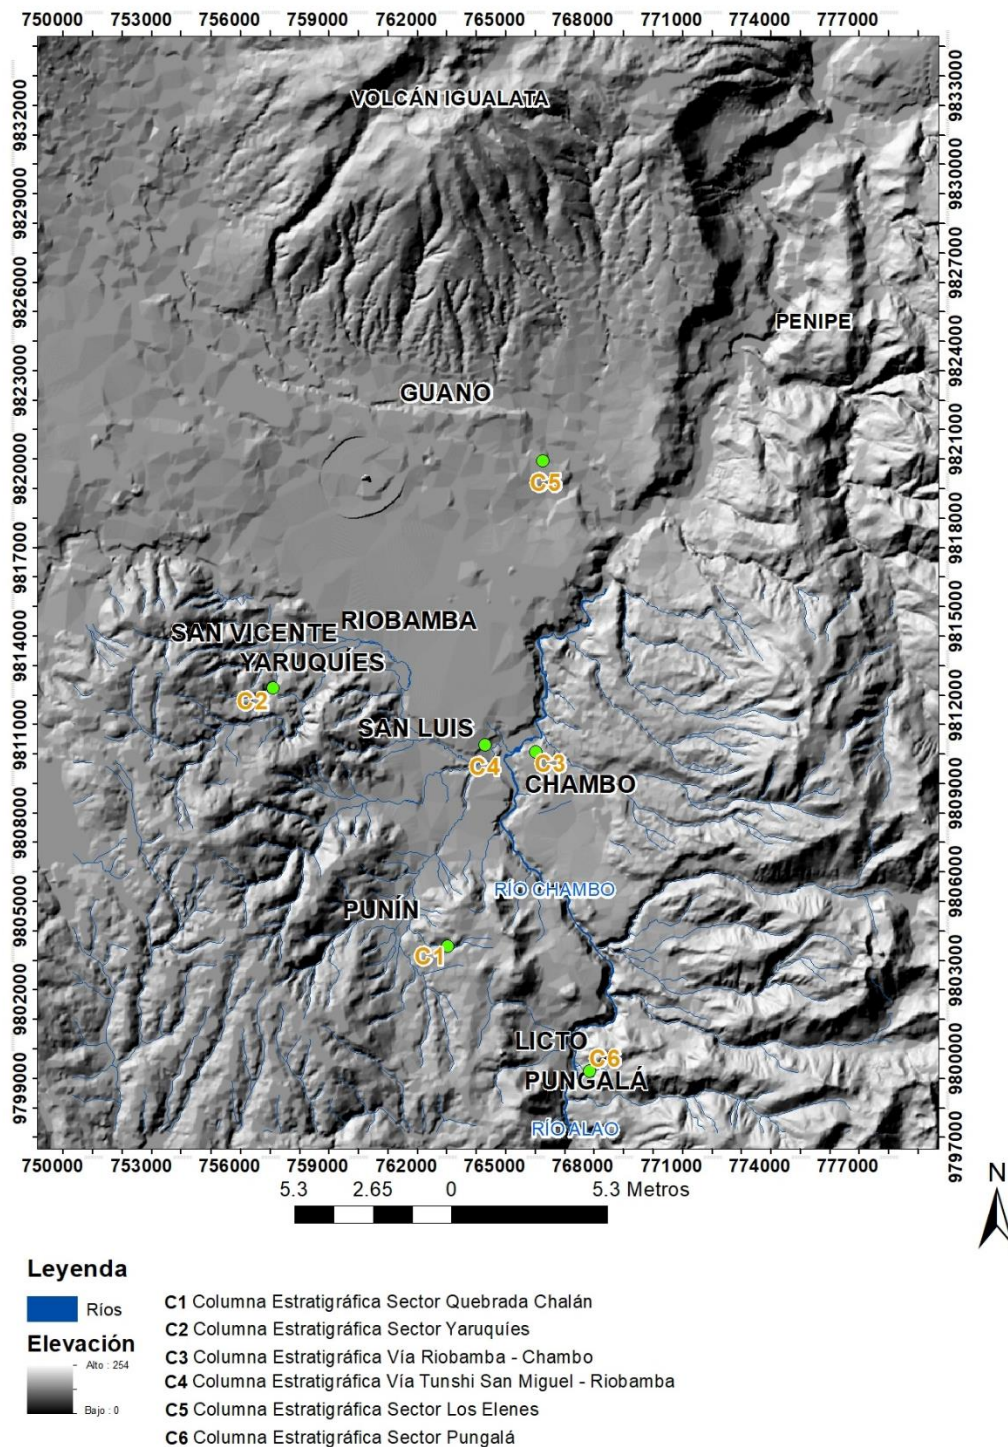 750000 753000 756000 759000 762000 765000 768000 771000 774000 777000
9832000
9829000
9826000
9823000
9820000
9817000
9814000
9811000
9808000
9805000
9802000
9799000
9833000
9830000
9827000
9824000
9821000
9818000
9815000
9812000
9809000
9806000
9803000
9800000
9797000
VOLCÁN IGUALATA
PENIPE
GUANO
C5
RIOBAMBA
SAN VICENTE
YARUQUÍES
C2
SAN LUIS
C4
C3
CHAMBO
RÍO CHAMBO
PUNÍN
C1
LICTO
C6
PUNGALÁ
RÍO ALAO
750000 753000 756000 759000 762000 765000 768000 771000 774000 777000
5.3 2.65 0 5.3 Metros
N
Leyenda
Ríos
Elevación
Alto : 254
Bajo : 0
C1 Columna Estratigráfica Sector Quebrada Chalán
C2 Columna Estratigráfica Sector Yaruquíes
C3 Columna Estratigráfica Vía Riobamba - Chambo
C4 Columna Estratigráfica Vía Tunshi San Miguel - Riobamba
C5 Columna Estratigráfica Sector Los Elenes
C6 Columna Estratigráfica Sector Pungalá